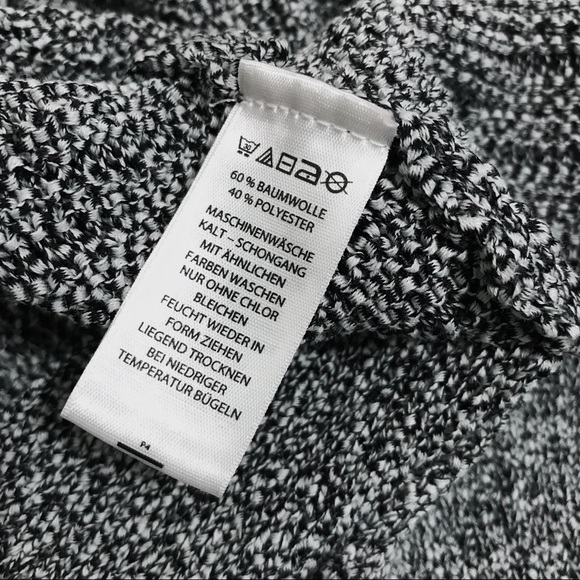 30
60 % BAUMWOLLE
40 % POLYESTER
MASCHINENWÄSCHE
KALT – SCHONGANG
MIT ÄHNLICHEN
FARBEN WASCHEN
NUR OHNE CHLOR
BLEICHEN
FEUCHT WIEDER IN
FORM ZIEHEN
LIEGEND TROCKNEN
BEI NIEDRIGER
TEMPERATUR BÜGELN
P4